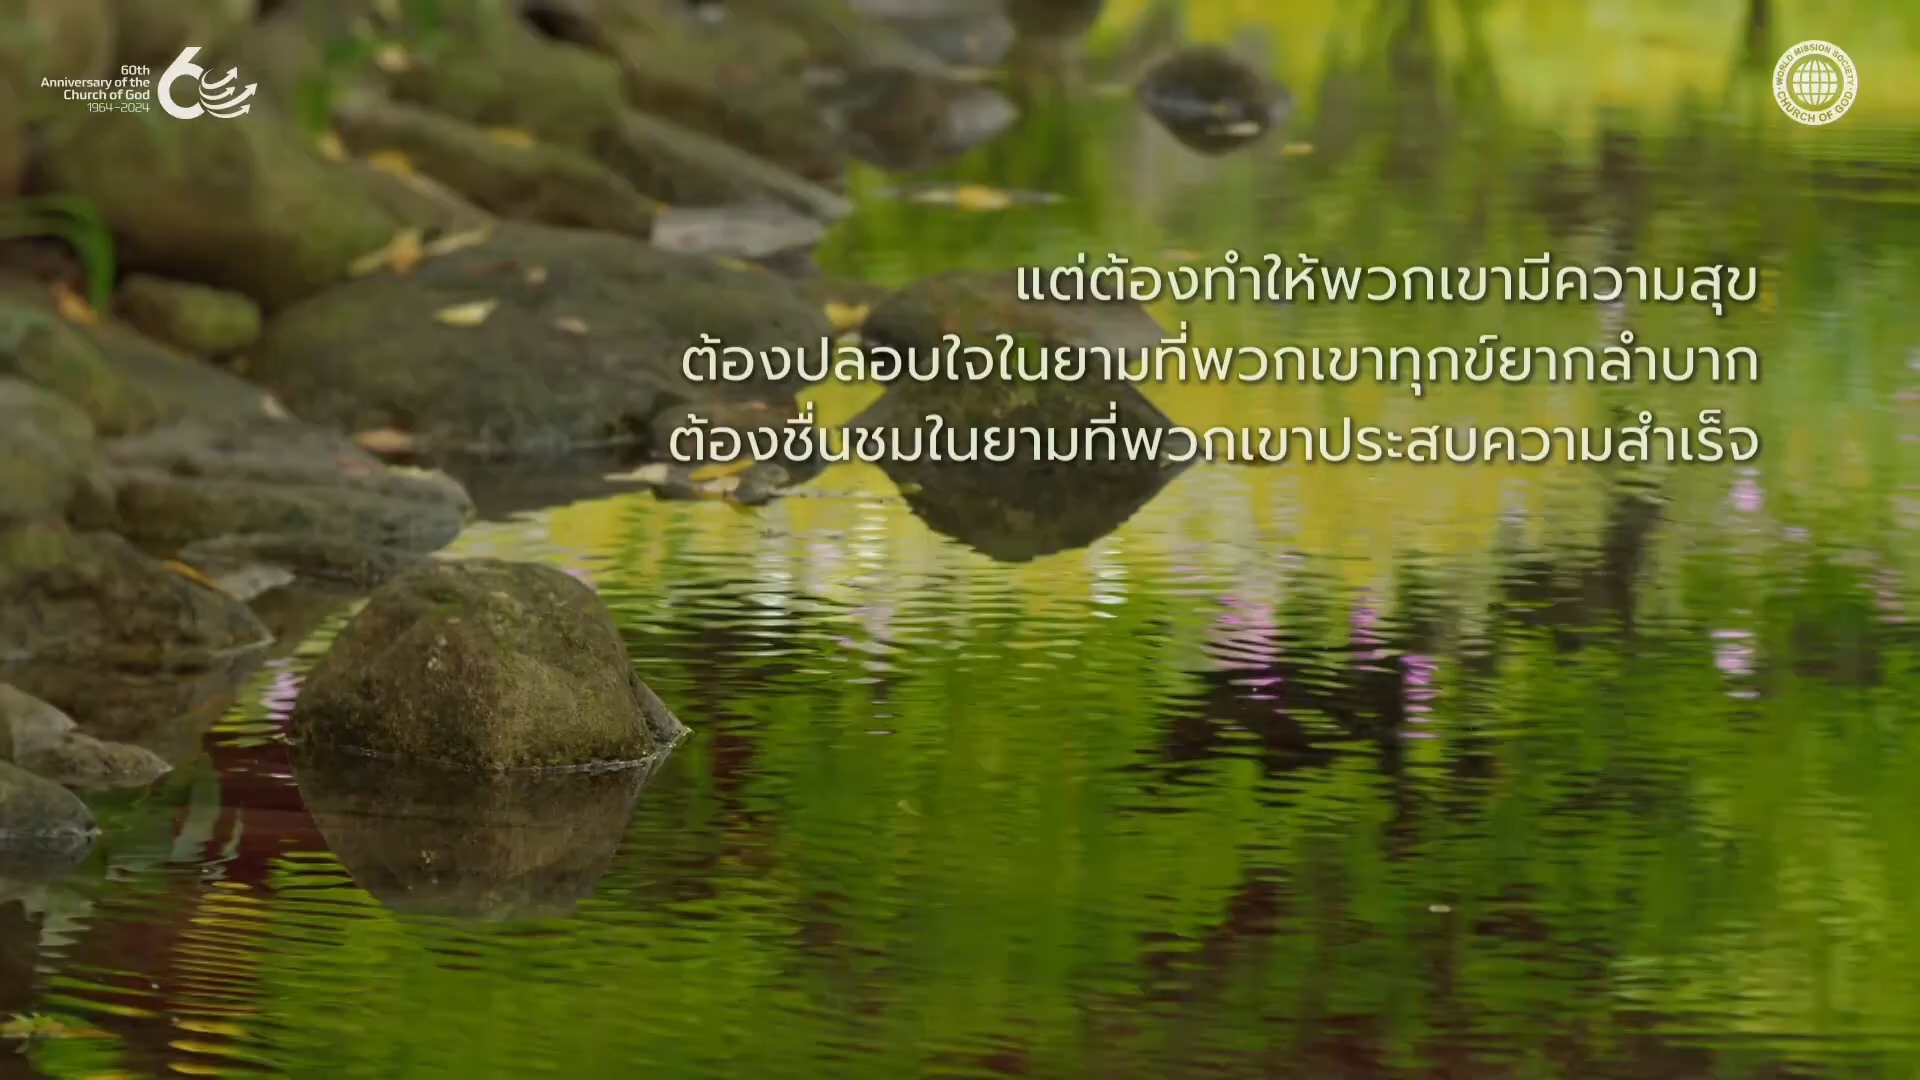 60th
Anniversary of the
Church of God
1964–2024
60
WORLD MISSION SOCIETY
CHURCH OF GOD
แต่ต้องทำให้พวกเขามีความสุข
ต้องปลอบใจในยามที่พวกเขาทุกข์ยากลำบาก
ต้องชื่นชมในยามที่พวกเขาประสบความสำเร็จ